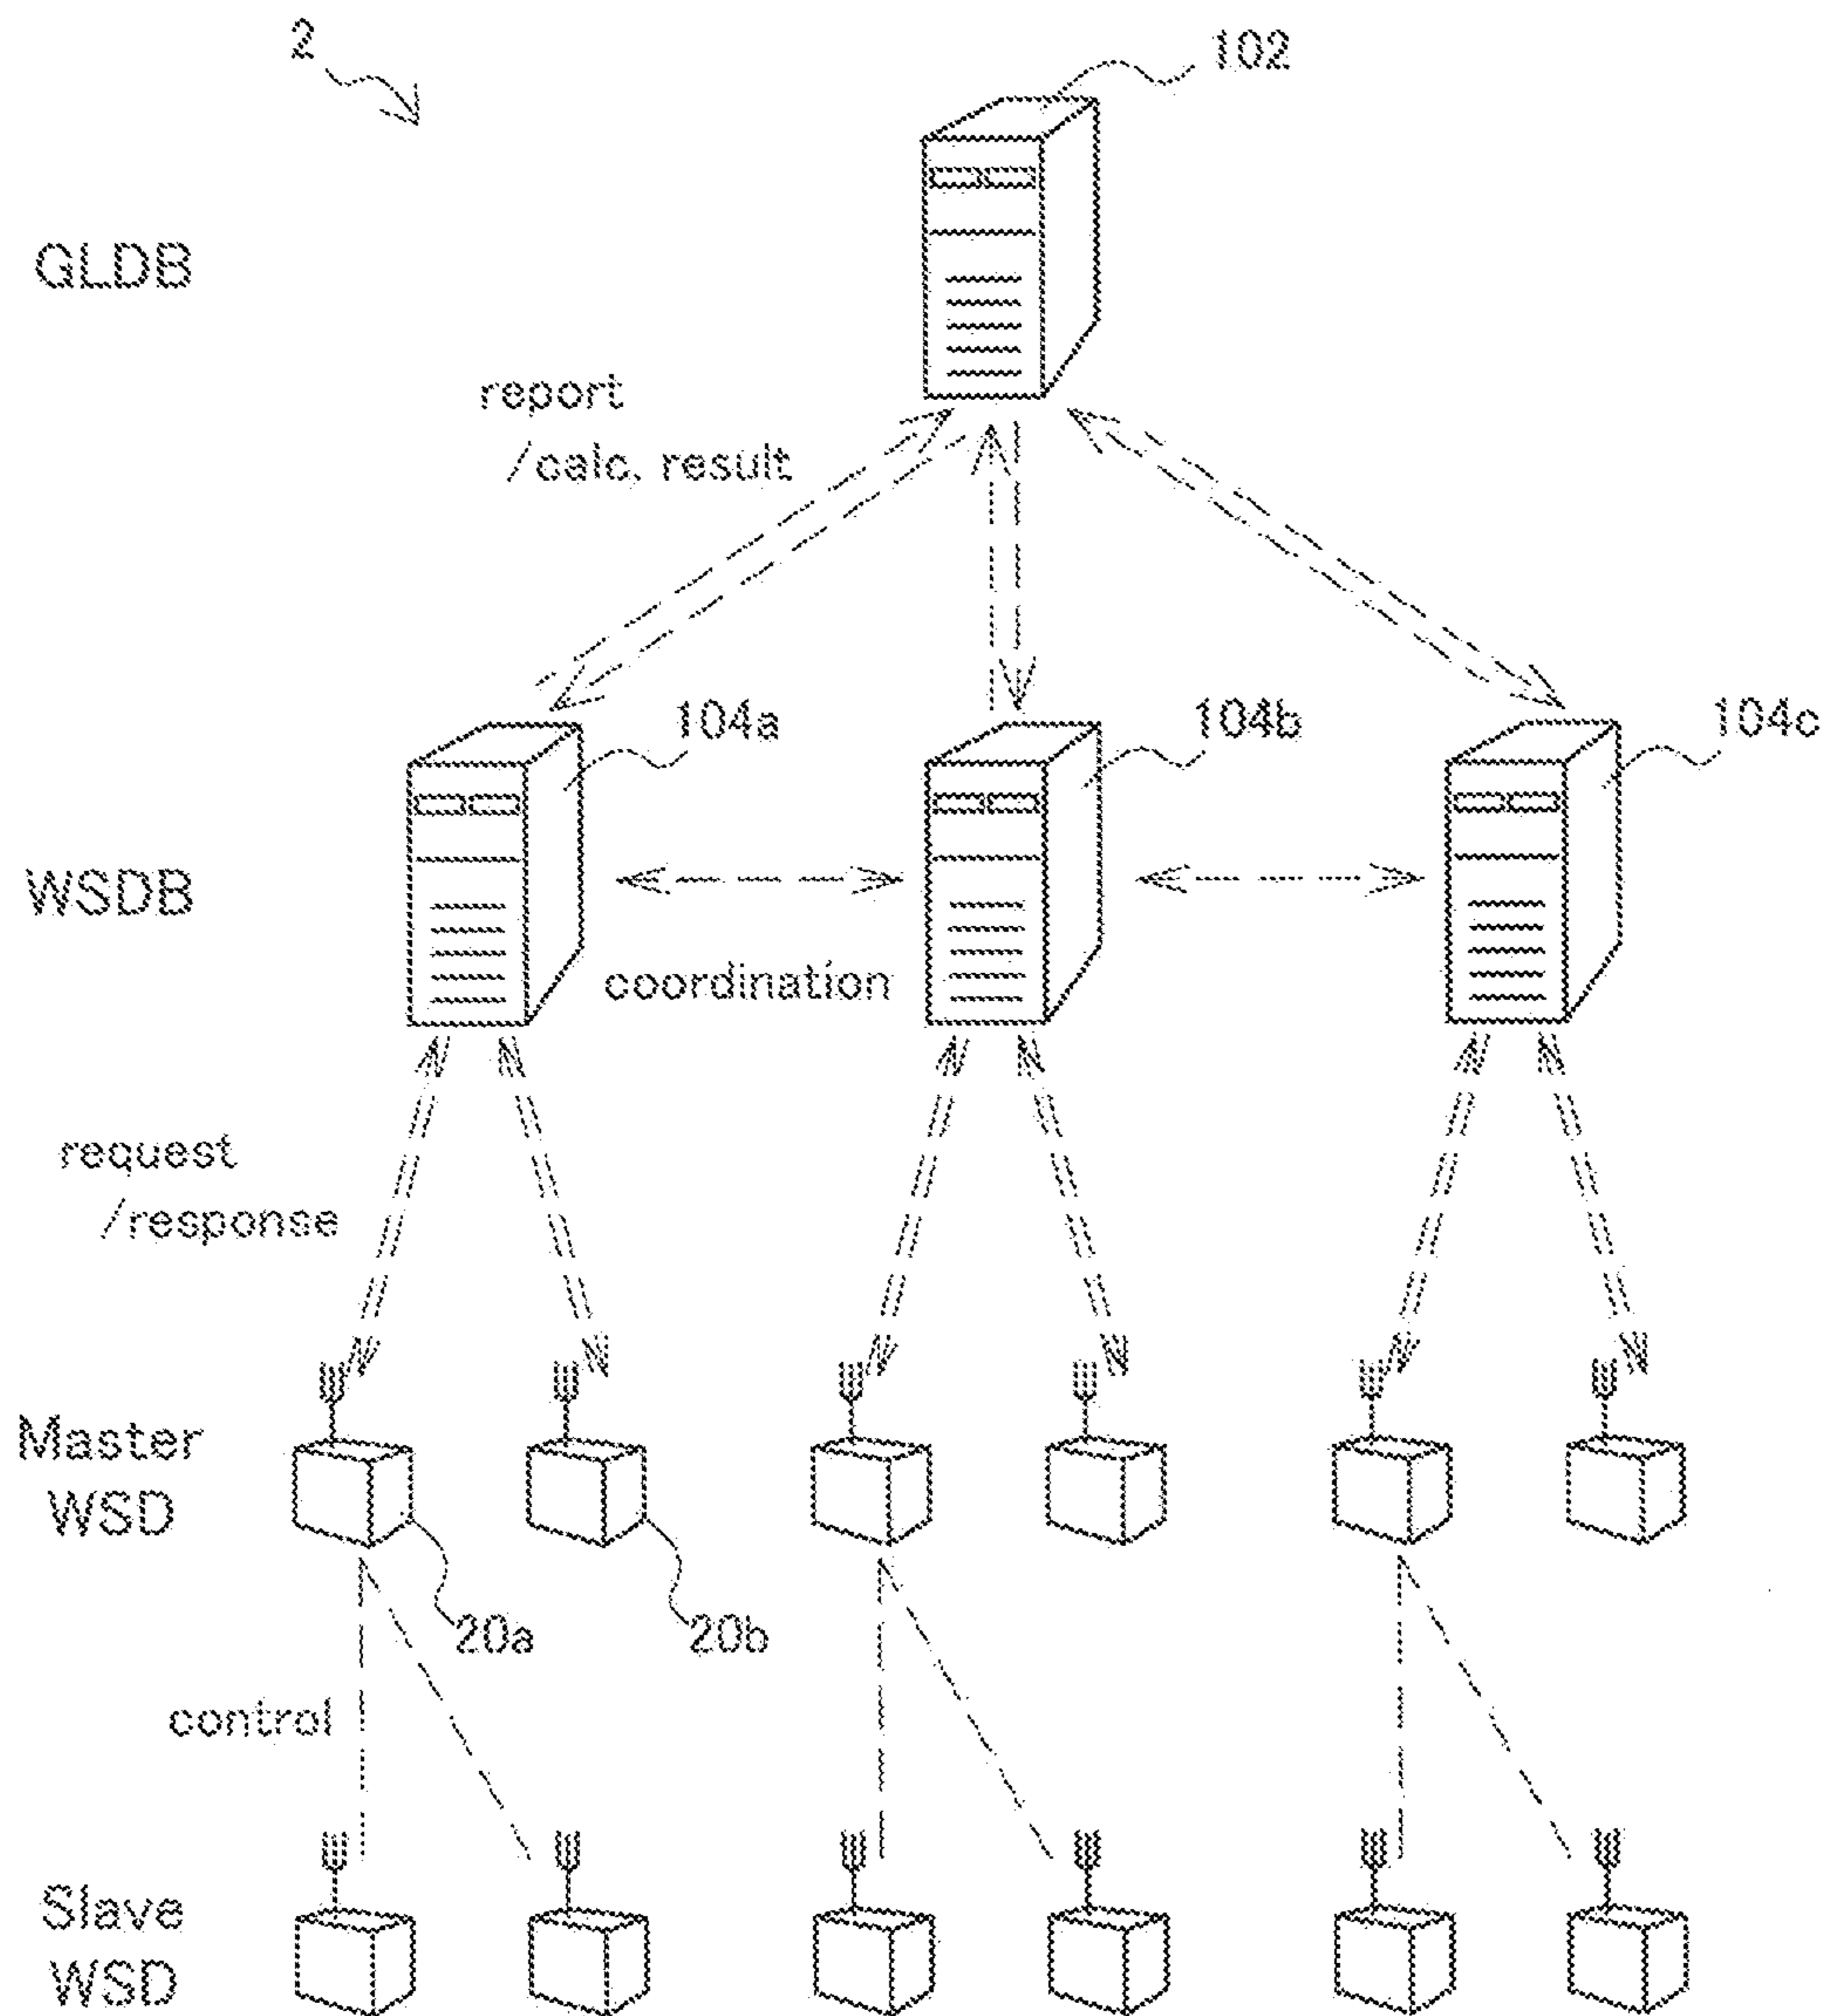 2
102
GLDB
report
/calc. result
104a
104b
104c
WSDB
coordination
request
/response
Master
WSD
20a
20b
control
Slave
WSD